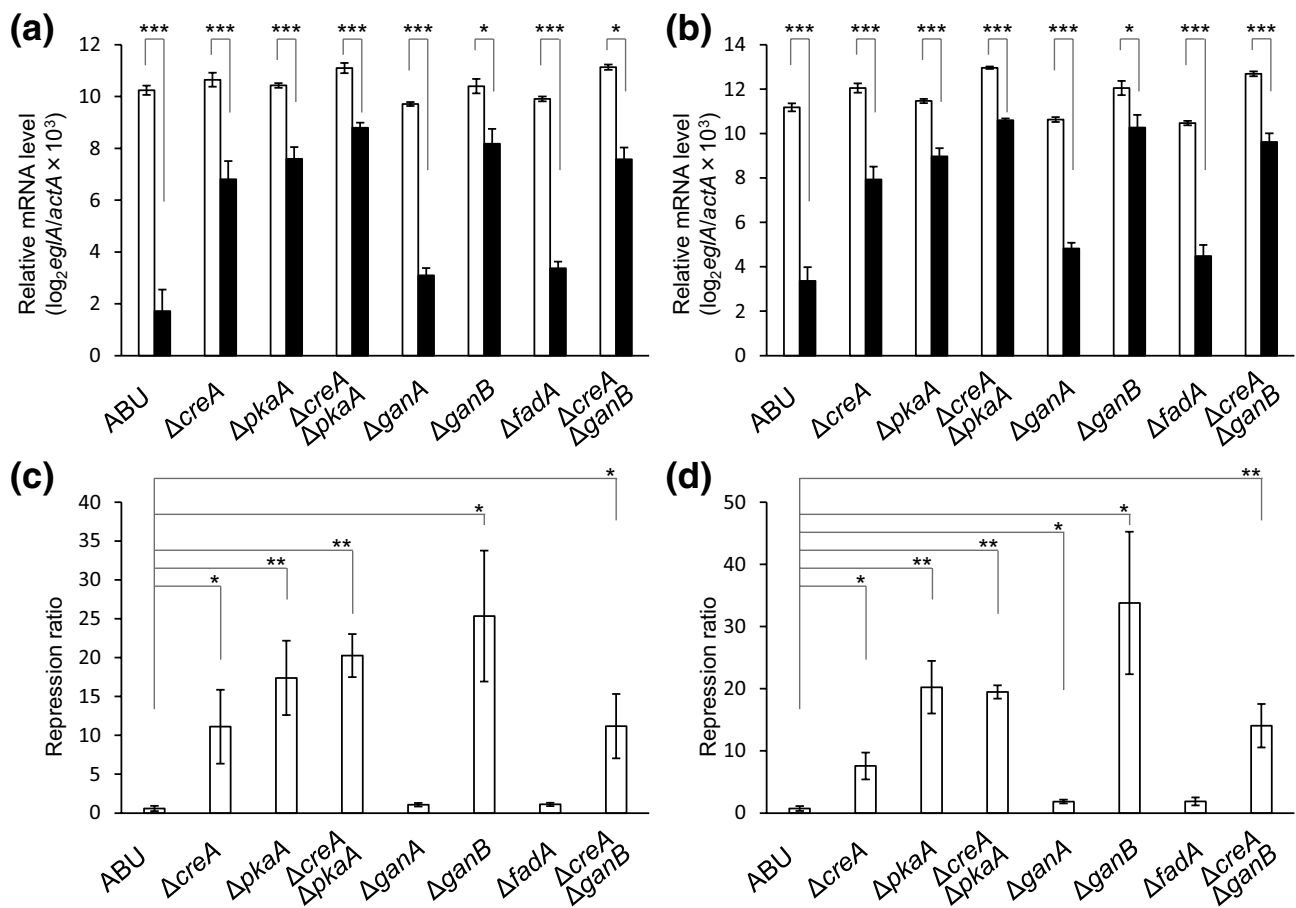 (a)
*** *** *** *** *** * *** *
Relative mRNA level
(log₂eglA/actA × 10³)
12
10
8
6
4
2
0
ABU
ΔcreA
ΔpkaA
ΔcreA
ΔpkaA
ΔganA
ΔganB
ΔfadA
ΔcreA
ΔganB
(b)
*** *** *** *** *** * *** ***
Relative mRNA level
(log₂eglA/actA × 10³)
14
12
10
8
6
4
2
0
ABU
ΔcreA
ΔpkaA
ΔcreA
ΔpkaA
ΔganA
ΔganB
ΔfadA
ΔcreA
ΔganB
(c)
*
*
**
**
*
Repression ratio
40
35
30
25
20
15
10
5
0
ABU
ΔcreA
ΔpkaA
ΔcreA
ΔpkaA
ΔganA
ΔganB
ΔfadA
ΔcreA
ΔganB
(d)
**
*
*
**
**
*
Repression ratio
50
40
30
20
10
0
ABU
ΔcreA
ΔpkaA
ΔcreA
ΔpkaA
ΔganA
ΔganB
ΔfadA
ΔcreA
ΔganB